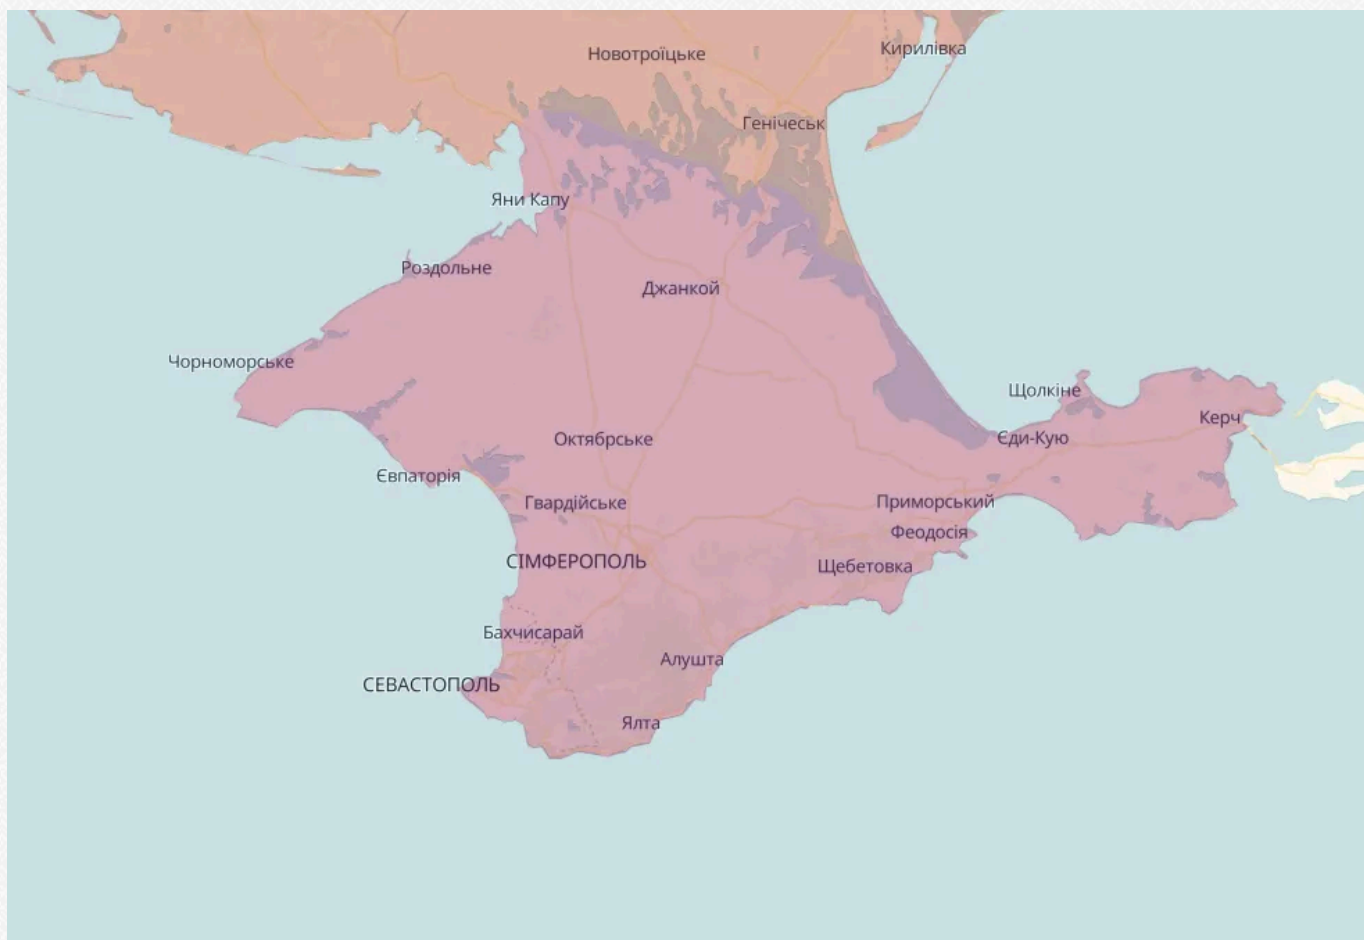 Кирилівка
Новотроїцьке
Генічеськ
Яни Капу
Роздольне
Джанкой
Чорноморське
Щолкіне
Керч
Октябрське
Єди-Кую
Євпаторія
Гвардійське
Приморський
Феодосія
СІМФЕРОПОЛЬ
Щебетовка
Бахчисарай
Алушта
СЕВАСТОПОЛЬ
Ялта